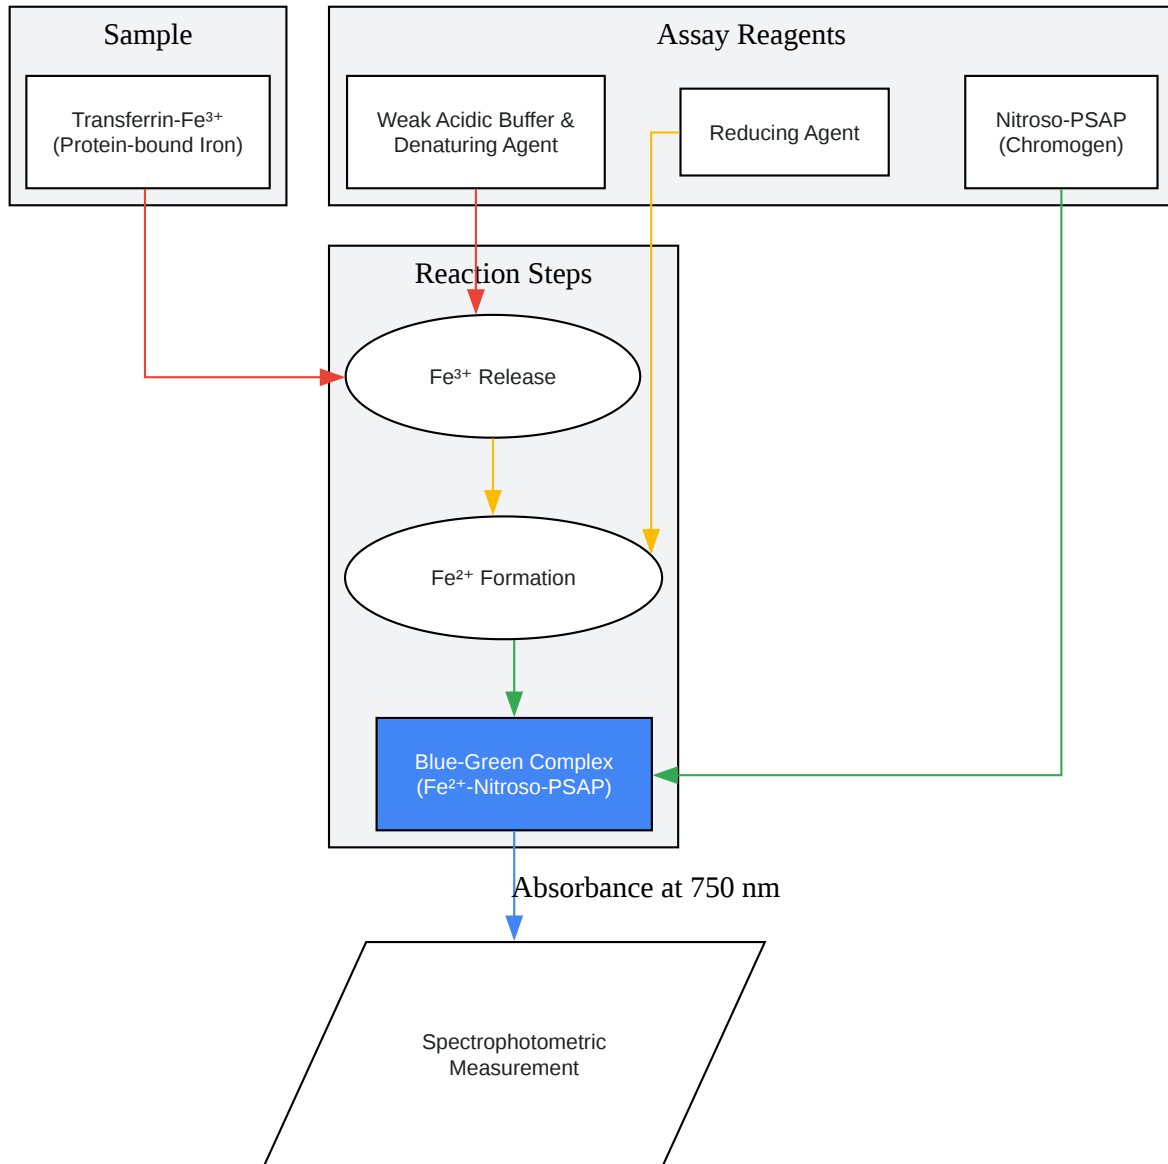 Sample
Assay Reagents
Transferrin-Fe³⁺
(Protein-bound Iron)
Weak Acidic Buffer &
Denaturing Agent
Reducing Agent
Nitroso-PSAP
(Chromogen)
Reaction Steps
Fe³⁺ Release
Fe²⁺ Formation
Blue-Green Complex
(Fe²⁺-Nitroso-PSAP)
Absorbance at 750 nm
Spectrophotometric
Measurement